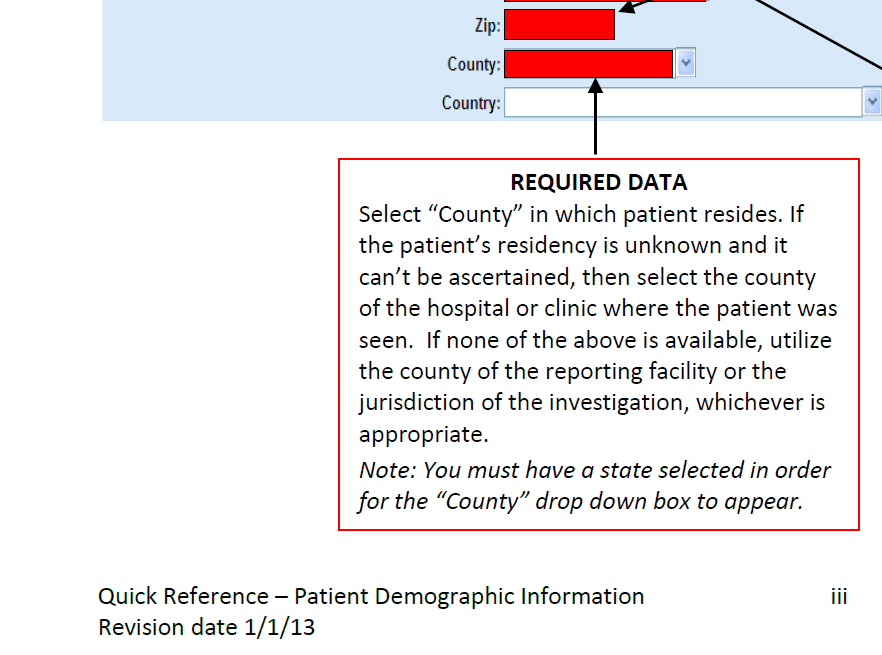 Zip:
County:
Country:
REQUIRED DATA
Select “County” in which patient resides. If
the patient’s residency is unknown and it
can’t be ascertained, then select the county
of the hospital or clinic where the patient was
seen.  If none of the above is available, utilize
the county of the reporting facility or the
jurisdiction of the investigation, whichever is
appropriate.
Note: You must have a state selected in order
for the “County” drop down box to appear.
Quick Reference – Patient Demographic Information iii
Revision date 1/1/13